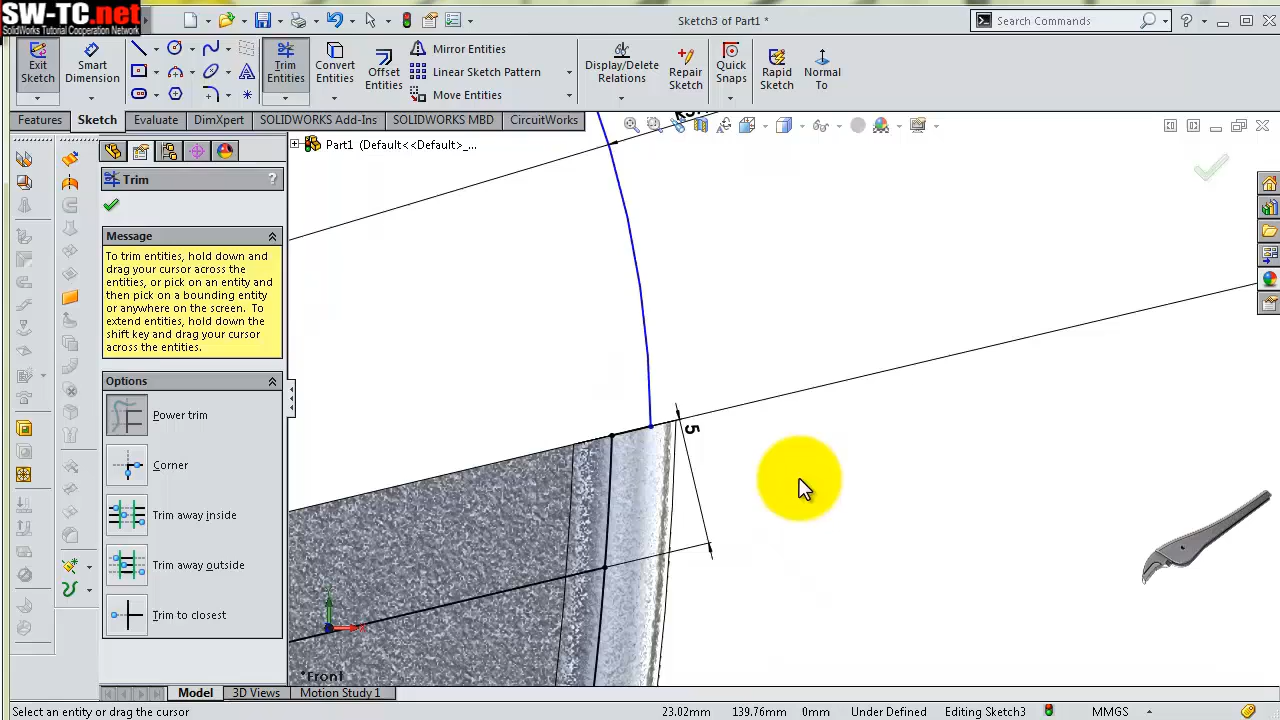 SW-TC.net
SolidWorks Tutorial Cooperation Network
Sketch3 of Part1 *
Search Commands
Exit Sketch
Smart Dimension
Trim Entities
Convert Entities
Offset Entities
Mirror Entities
Linear Sketch Pattern
Move Entities
Display/Delete Relations
Repair Sketch
Quick Snaps
Rapid Sketch
Normal To
Features
Sketch
Evaluate
DimXpert
SOLIDWORKS Add-Ins
SOLIDWORKS MBD
CircuitWorks
Part1 (Default<<Default>_...
Trim
?
Message
To trim entities, hold down and
drag your cursor across the
entities, or pick on an entity and
then pick on a bounding entity
or anywhere on the screen. To
extend entities, hold down the
shift key and drag your cursor
across the entities.
Options
Power trim
Corner
Trim away inside
Trim away outside
Trim to closest
5
*Front
Model
3D Views
Motion Study 1
Select an entity or drag the cursor
23.02mm
139.76mm
0mm
Under Defined
Editing Sketch3
MMGS